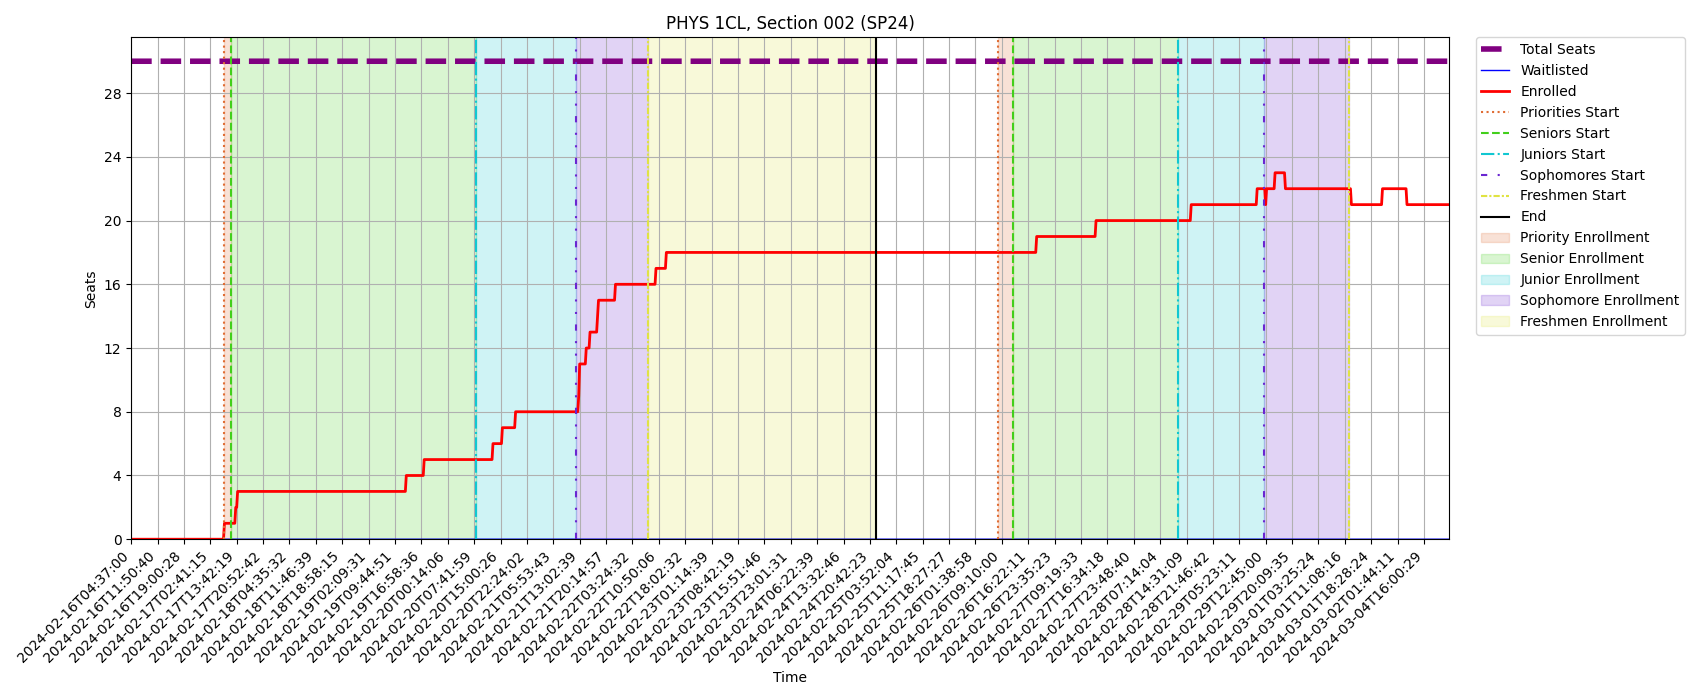 PHYS 1CL, Section 002 (SP24)
Seats
28
24
20
16
12
8
4
0
2024-02-16T04:37:00
2024-02-16T11:50:40
2024-02-16T19:00:28
2024-02-17T02:41:15
2024-02-17T13:42:19
2024-02-17T20:52:42
2024-02-18T04:35:32
2024-02-18T11:46:39
2024-02-18T18:58:15
2024-02-19T02:09:31
2024-02-19T09:44:51
2024-02-19T16:58:36
2024-02-20T00:14:06
2024-02-20T07:41:59
2024-02-20T15:00:26
2024-02-20T22:24:02
2024-02-21T05:53:43
2024-02-21T13:02:39
2024-02-21T20:14:57
2024-02-22T03:24:32
2024-02-22T10:50:06
2024-02-22T18:02:32
2024-02-23T01:14:39
2024-02-23T08:42:19
2024-02-23T15:51:46
2024-02-23T23:01:31
2024-02-24T06:22:39
2024-02-24T13:32:46
2024-02-24T20:42:23
2024-02-25T03:52:04
2024-02-25T11:17:45
2024-02-25T18:27:27
2024-02-26T01:38:58
2024-02-26T09:10:00
2024-02-26T16:22:11
2024-02-26T23:35:23
2024-02-27T09:19:33
2024-02-27T16:34:18
2024-02-27T23:48:40
2024-02-28T07:14:04
2024-02-28T14:31:09
2024-02-28T21:46:42
2024-02-29T05:23:11
2024-02-29T12:45:00
2024-02-29T20:09:35
2024-03-01T03:25:24
2024-03-01T11:08:16
2024-03-01T18:28:24
2024-03-02T01:44:11
2024-03-04T16:00:29
Time
Total Seats
Waitlisted
Enrolled
Priorities Start
Seniors Start
Juniors Start
Sophomores Start
Freshmen Start
End
Priority Enrollment
Senior Enrollment
Junior Enrollment
Sophomore Enrollment
Freshmen Enrollment